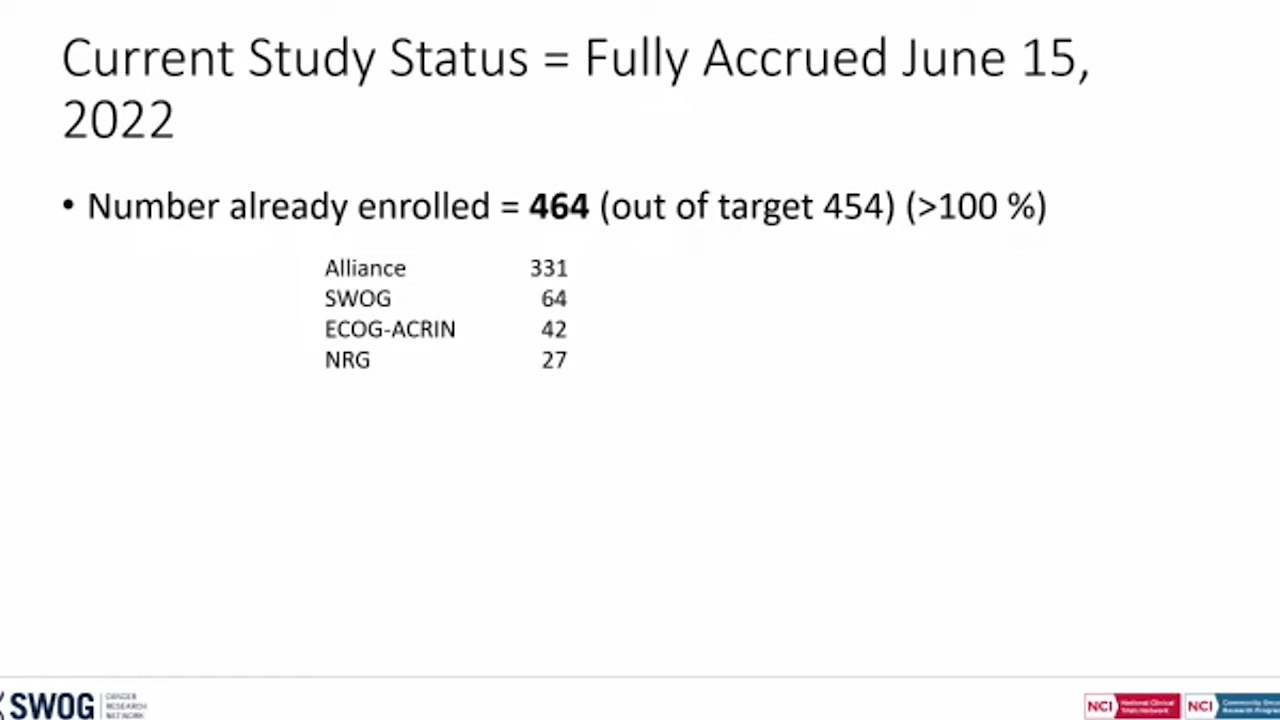 Current Study Status = Fully Accrued June 15,
2022
• Number already enrolled = 464 (out of target 454) (>100 %)
Alliance 331
SWOG 64
ECOG-ACRIN 42
NRG 27
SWOG CANCER RESEARCH NETWORK
NCI National Clinical Trials Network NCI Community Research